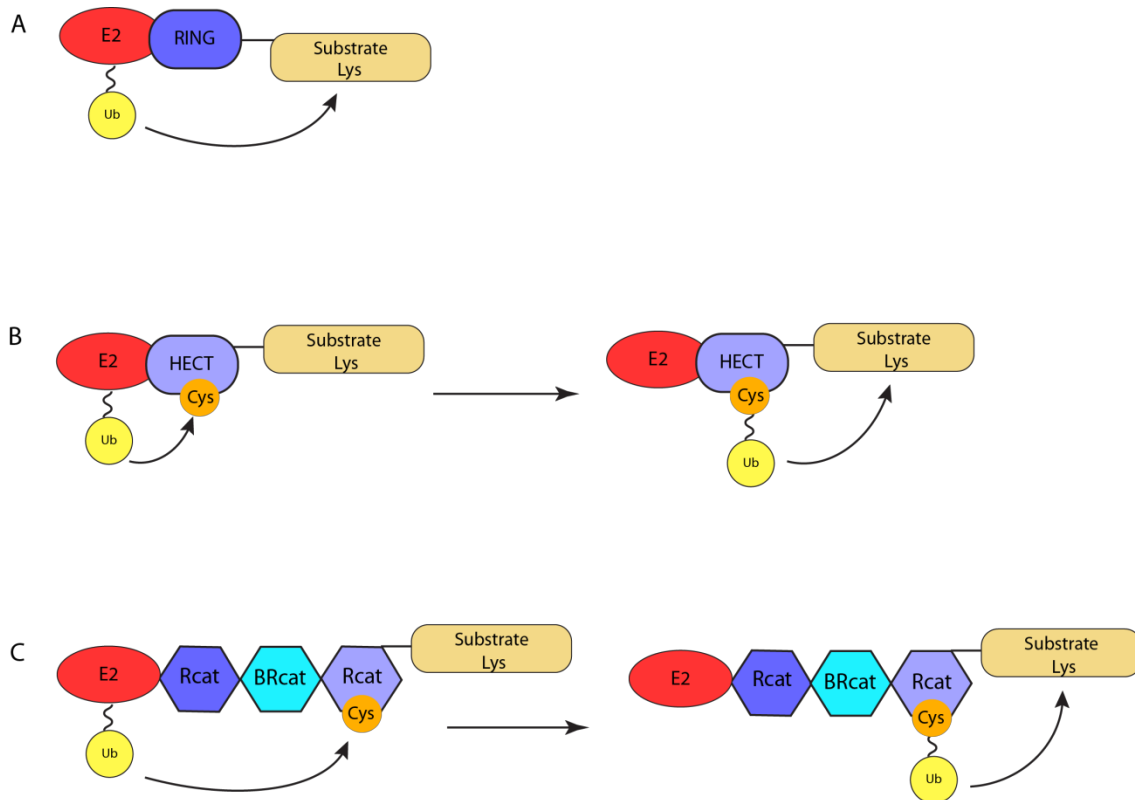 A
E2
RING
Substrate
Lys
Ub
B
E2
HECT
Cys
Substrate
Lys
Ub
E2
HECT
Cys
Substrate
Lys
Ub
C
E2
Rcat
BRcat
Rcat
Cys
Substrate
Lys
Ub
E2
Rcat
BRcat
Rcat
Cys
Substrate
Lys
Ub